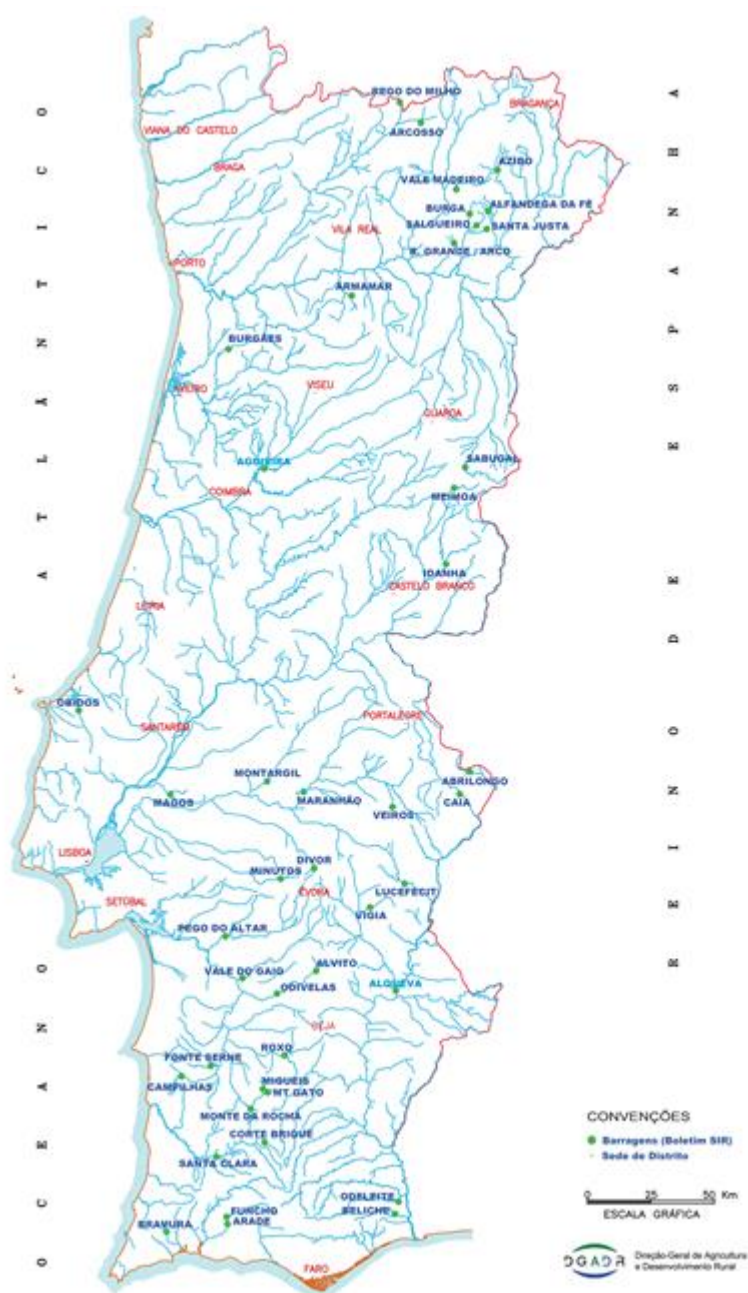 REGO DO MILHO
BRAGANÇA
ARCOSSO
VIANA DO CASTELO
BRAGA
AZIBO
VALE MADEIRO
BURGA
ALFANDEGA DA FÉ
SALGUEIRO
SANTA JUSTA
VILA REAL
R. GRANDE / ARCO
PORTO
ARMAMAR
BURGÃES
VISEU
AVEIRO
GUARDA
AGUIEIRA
SABUGAL
COIMBRA
MEIMOA
IDANHA
CASTELO BRANCO
LEIRIA
ÓBIDOS
SANTARÉM
PORTALEGRE
MONTARGIL
ABRILONGO
MAGOS
MARANHÃO
CAIA
VEIROS
LISBOA
DIVOR
MINUTOS
ÉVORA
LUCEFÉCIT
SETÚBAL
VIGIA
PEGO DO ALTAR
VALE DO GAIO
ALVITO
ODIVELAS
ALQUEVA
BEJA
ROXO
FONTE SERNE
CAMPILHAS
MIGUEIS
MT.GATO
MONTE DA ROCHA
CORTE BRIQUE
SANTA CLARA
ODELEITE
BELICHE
FUNCHO
ARADE
BRAVURA
FARO
OCEANO ATLÂNTICO
REINO DE ESPANHA
CONVENÇÕES
Barragens (Boletim SIR)
Sede de Distrito
0 25 50 Km
ESCALA GRÁFICA
DGADR
Direção-Geral de Agricultura
e Desenvolvimento Rural